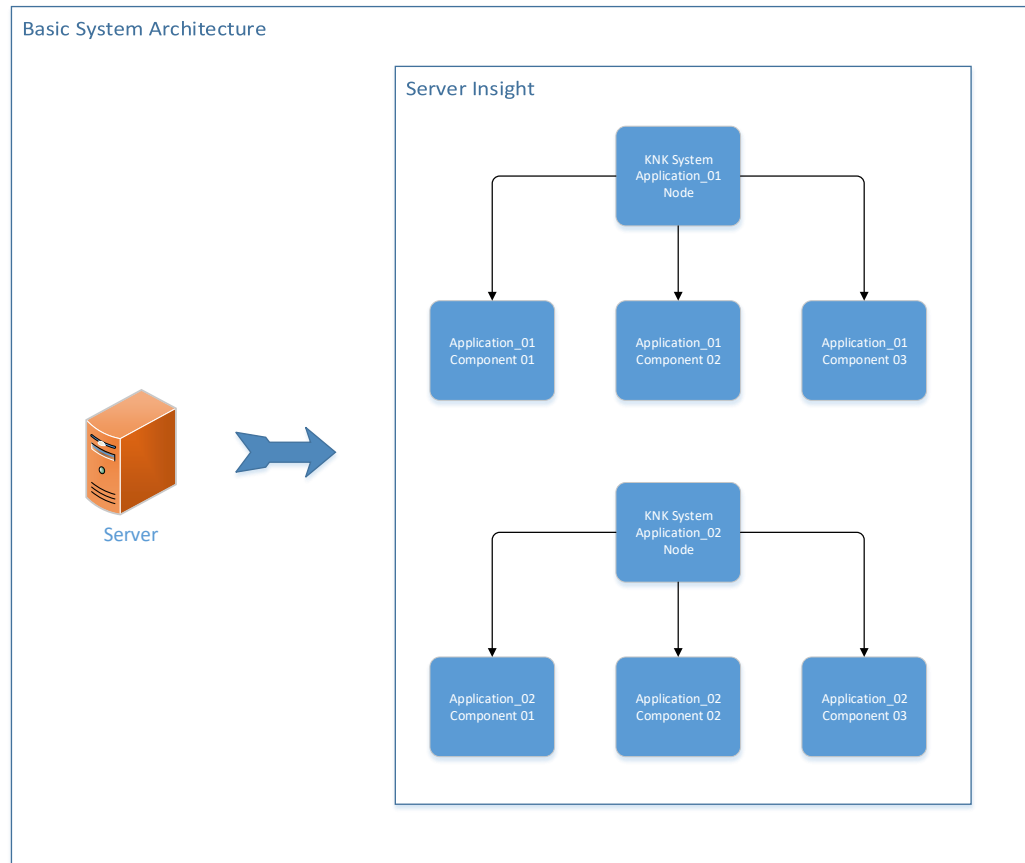 Basic System Architecture
Server Insight
KNK System
Application_01
Node
Application_01
Component 01
Application_01
Component 02
Application_01
Component 03
Server
KNK System
Application_02
Node
Application_02
Component 01
Application_02
Component 02
Application_02
Component 03